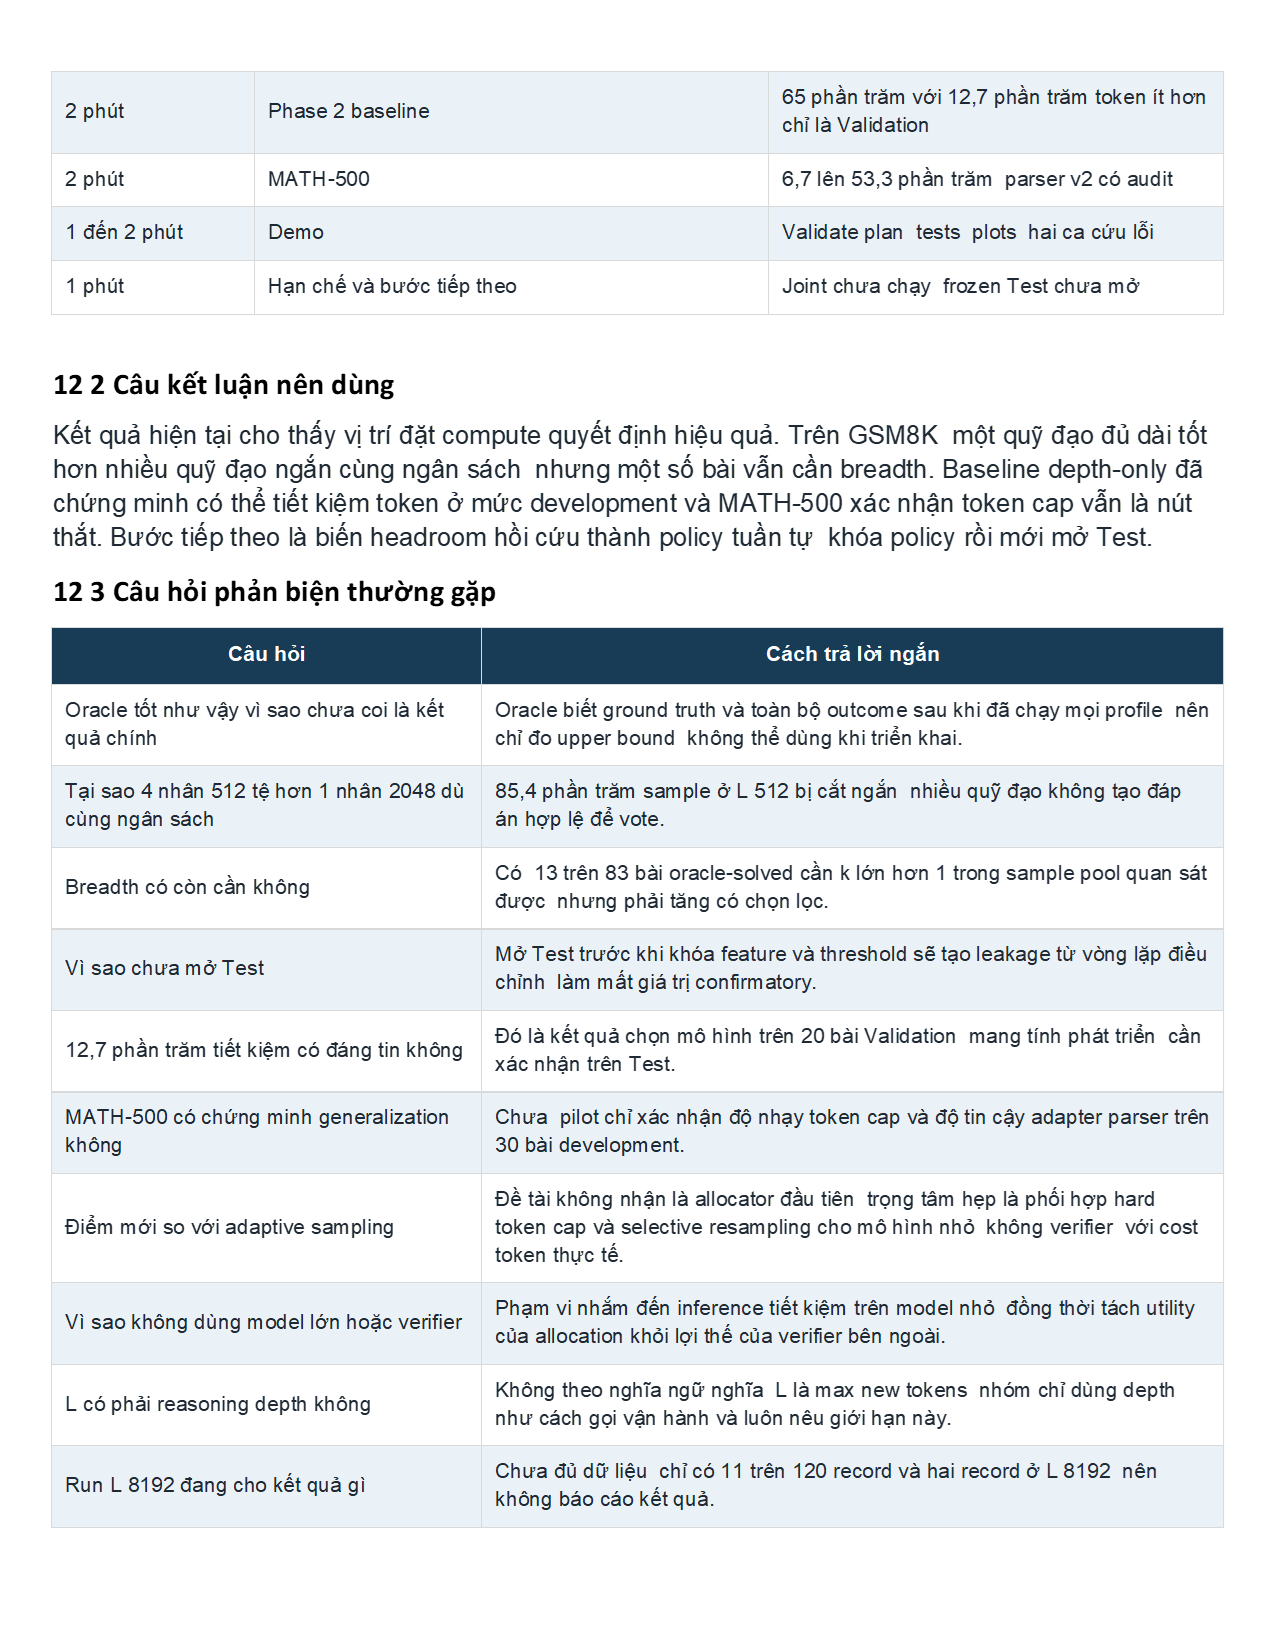 2 phút
Phase 2 baseline
65 phần trăm với 12,7 phần trăm token ít hơn
chỉ là Validation
2 phút
MATH-500
6,7 lên 53,3 phần trăm  parser v2 có audit
1 đến 2 phút
Demo
Validate plan  tests  plots  hai ca cứu lỗi
1 phút
Hạn chế và bước tiếp theo
Joint chưa chạy  frozen Test chưa mở
12 2 Câu kết luận nên dùng
Kết quả hiện tại cho thấy vị trí đặt compute quyết định hiệu quả. Trên GSM8K  một quỹ đạo đủ dài tốt
hơn nhiều quỹ đạo ngắn cùng ngân sách  nhưng một số bài vẫn cần breadth. Baseline depth-only đã
chứng minh có thể tiết kiệm token ở mức development và MATH-500 xác nhận token cap vẫn là nút
thắt. Bước tiếp theo là biến headroom hồi cứu thành policy tuần tự  khóa policy rồi mới mở Test.
12 3 Câu hỏi phản biện thường gặp
Câu hỏi
Cách trả lời ngắn
Oracle tốt như vậy vì sao chưa coi là kết
quả chính
Oracle biết ground truth và toàn bộ outcome sau khi đã chạy mọi profile  nên
chỉ đo upper bound  không thể dùng khi triển khai.
Tại sao 4 nhân 512 tệ hơn 1 nhân 2048 dù
cùng ngân sách
85,4 phần trăm sample ở L 512 bị cắt ngắn  nhiều quỹ đạo không tạo đáp
án hợp lệ để vote.
Breadth có còn cần không
Có  13 trên 83 bài oracle-solved cần k lớn hơn 1 trong sample pool quan sát
được  nhưng phải tăng có chọn lọc.
Vì sao chưa mở Test
Mở Test trước khi khóa feature và threshold sẽ tạo leakage từ vòng lặp điều
chỉnh  làm mất giá trị confirmatory.
12,7 phần trăm tiết kiệm có đáng tin không
Đó là kết quả chọn mô hình trên 20 bài Validation  mang tính phát triển  cần
xác nhận trên Test.
MATH-500 có chứng minh generalization
không
Chưa  pilot chỉ xác nhận độ nhạy token cap và độ tin cậy adapter parser trên
30 bài development.
Điểm mới so với adaptive sampling
Đề tài không nhận là allocator đầu tiên  trọng tâm hẹp là phối hợp hard
token cap và selective resampling cho mô hình nhỏ  không verifier  với cost
token thực tế.
Vì sao không dùng model lớn hoặc verifier
Phạm vi nhắm đến inference tiết kiệm trên model nhỏ  đồng thời tách utility
của allocation khỏi lợi thế của verifier bên ngoài.
L có phải reasoning depth không
Không theo nghĩa ngữ nghĩa  L là max new tokens  nhóm chỉ dùng depth
như cách gọi vận hành và luôn nêu giới hạn này.
Run L 8192 đang cho kết quả gì
Chưa đủ dữ liệu  chỉ có 11 trên 120 record và hai record ở L 8192  nên
không báo cáo kết quả.